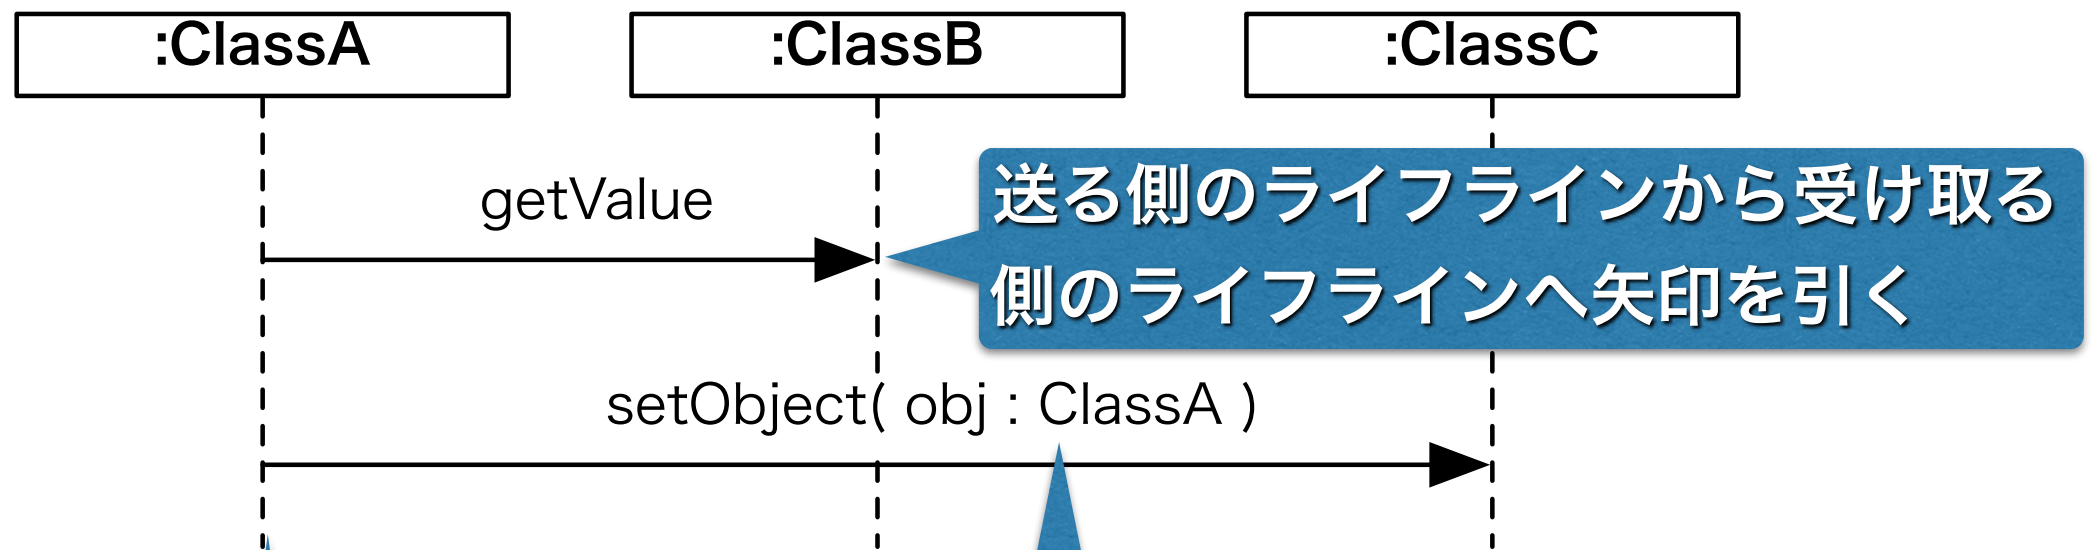 :ClassA
:ClassB
:ClassC
getValue
送る側のライフラインから受け取る
側のライフラインへ矢印を引く
setObject( obj : ClassA )